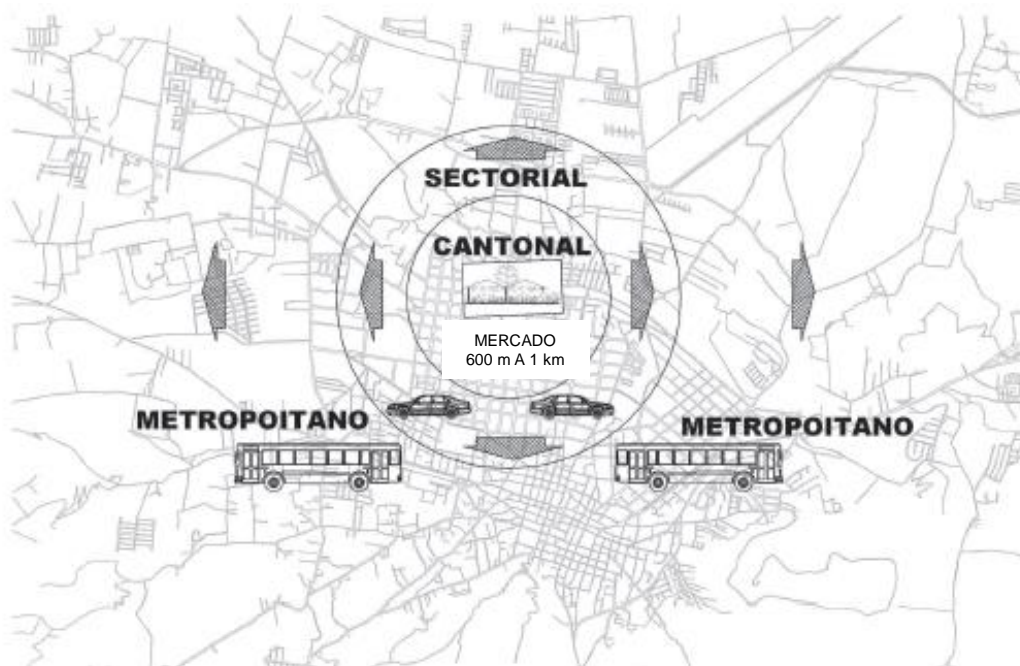 SECTORIAL
CANTONAL
MERCADO
600 m A 1 km
METROPOITANO
METROPOITANO